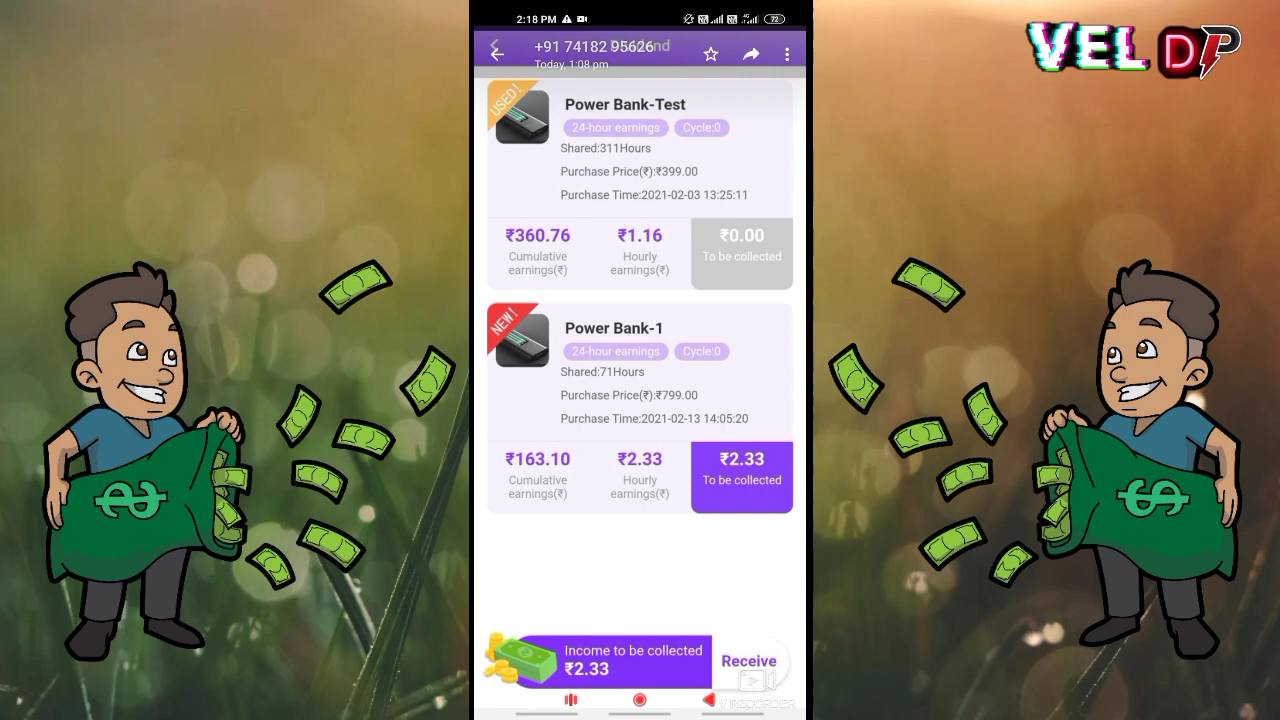 2:18 PM
72
VEL DP
+91 74182 95626
Today, 1:08 pm
USED!
Power Bank-Test
24-hour earnings Cycle:0
Shared:311Hours
Purchase Price(₹):₹399.00
Purchase Time:2021-02-03 13:25:11
₹360.76 ₹1.16 ₹0.00
Cumulative earnings(₹) Hourly earnings(₹) To be collected
NEW!
Power Bank-1
24-hour earnings Cycle:0
Shared:71Hours
Purchase Price(₹):₹799.00
Purchase Time:2021-02-13 14:05:20
₹163.10 ₹2.33 ₹2.33
Cumulative earnings(₹) Hourly earnings(₹) To be collected
Income to be collected
₹2.33
Receive
V RECORDER